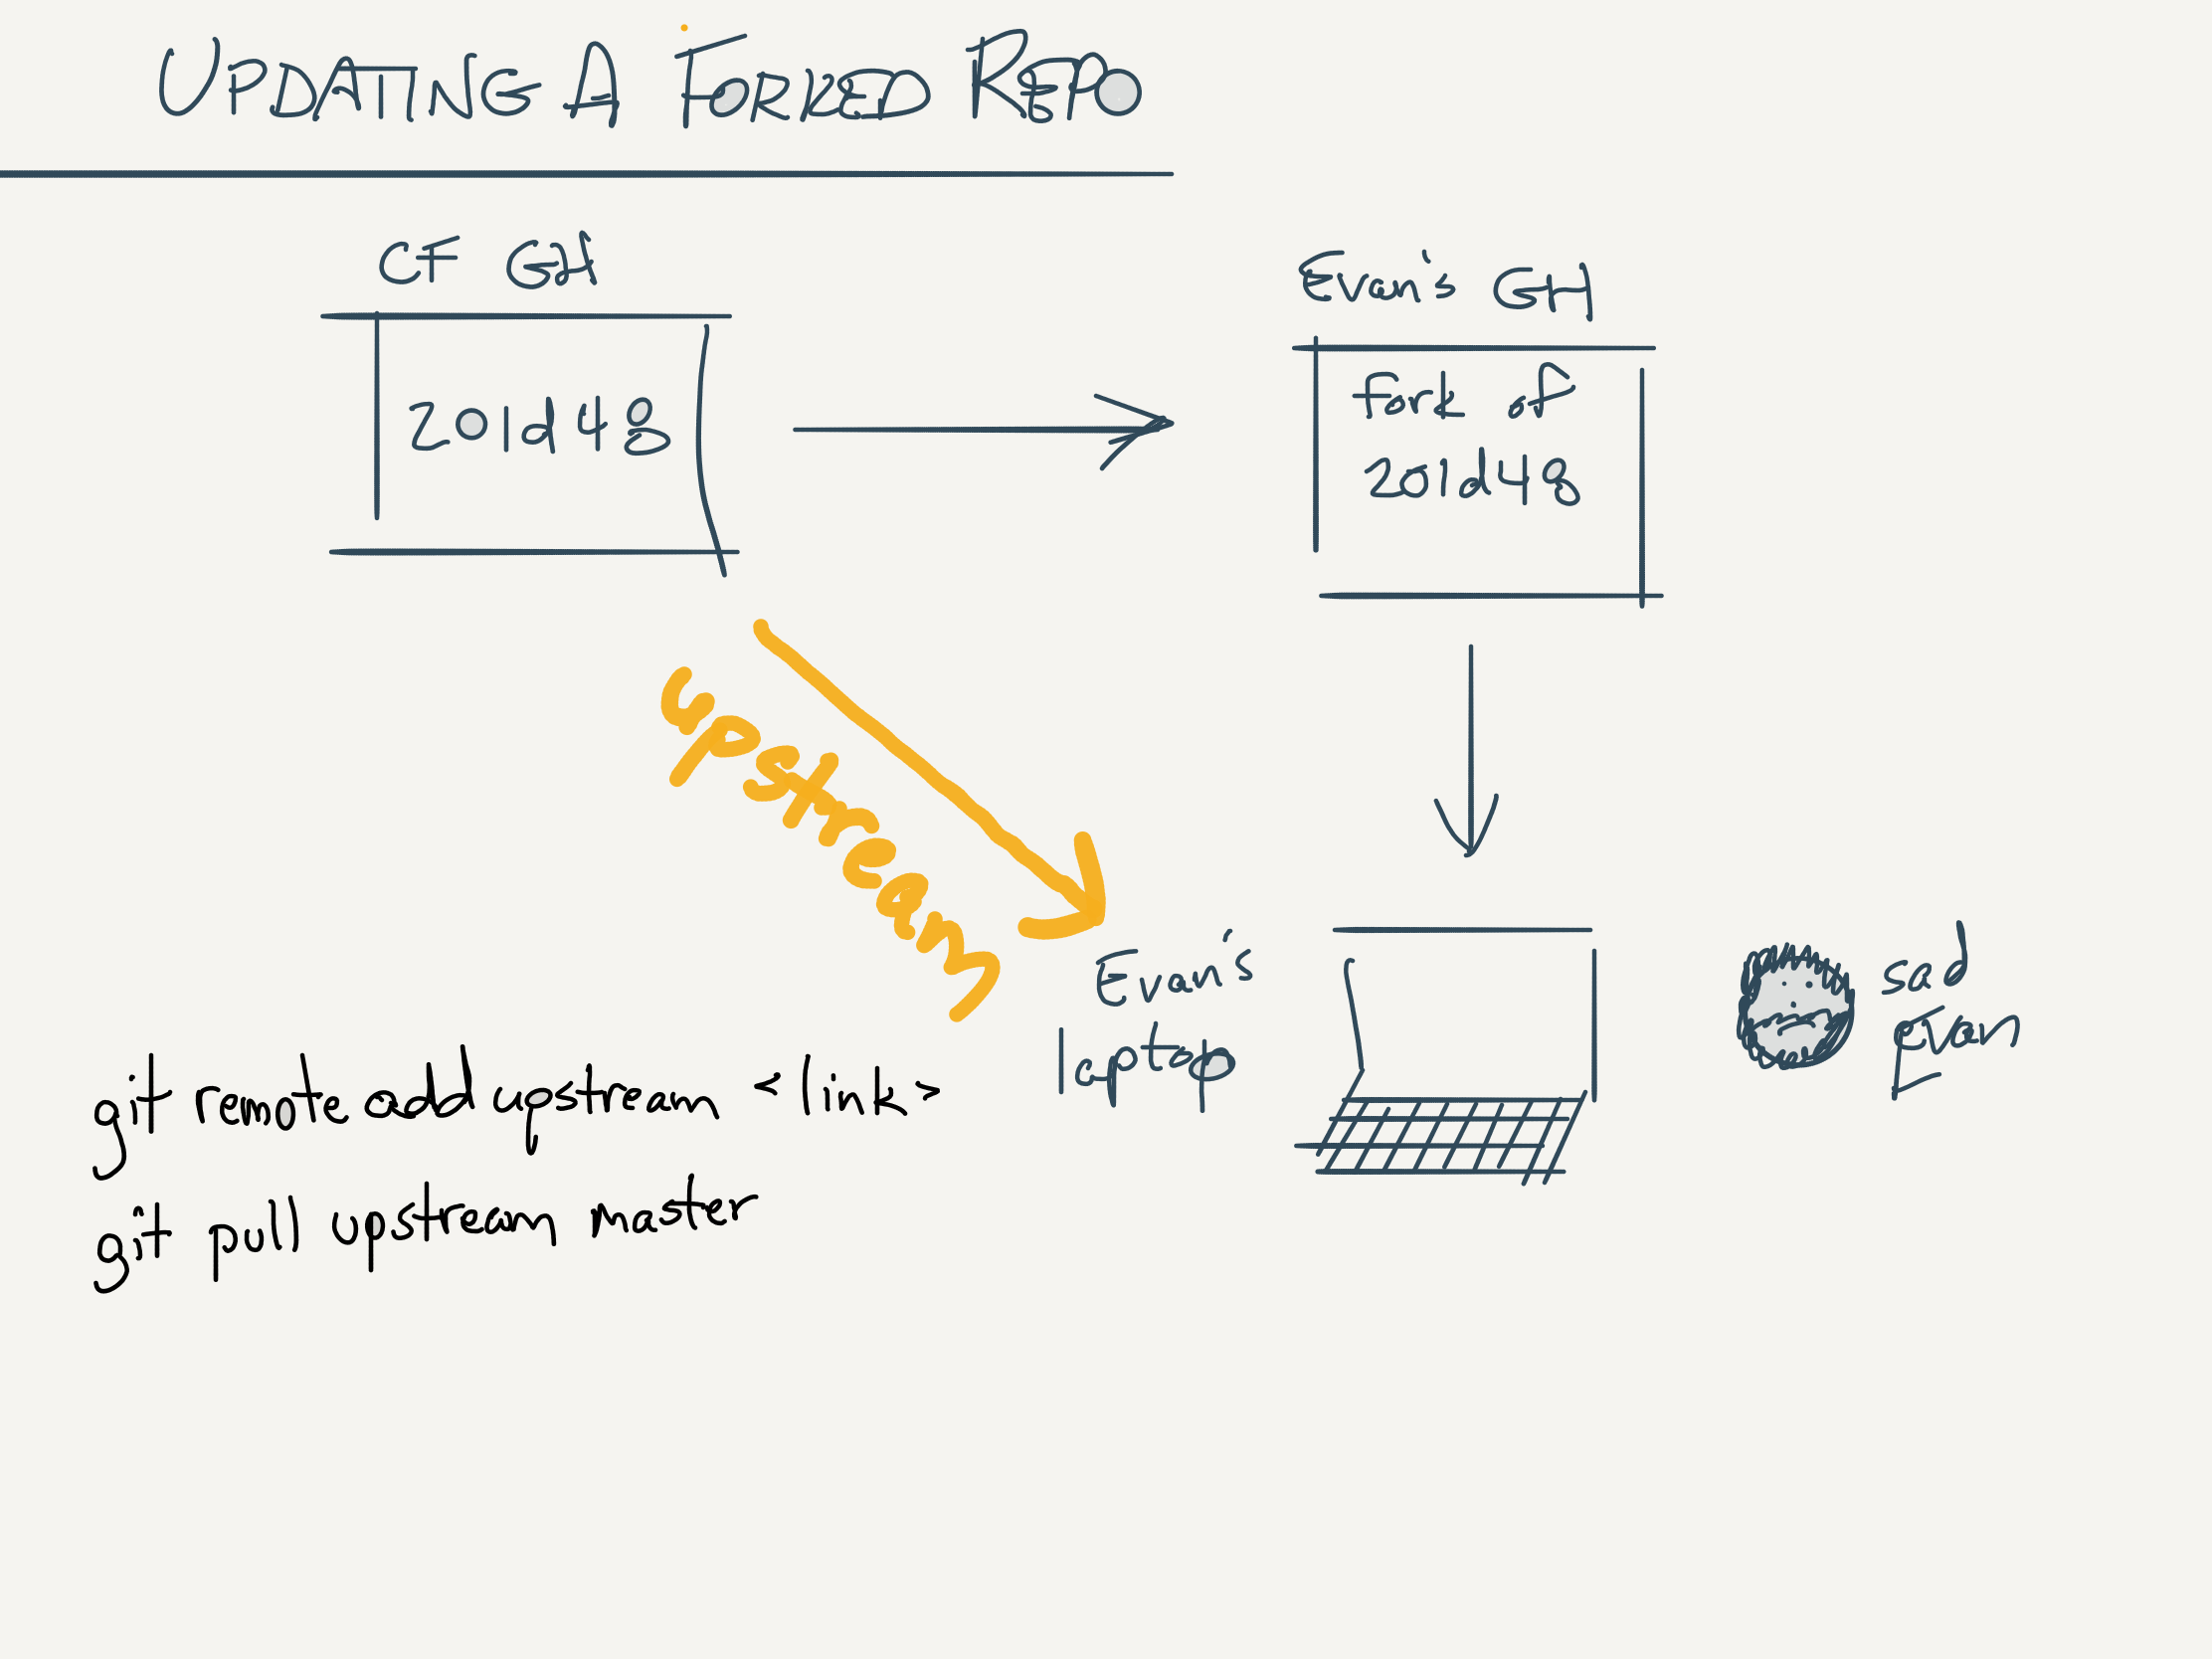 UPDATING A FORKED REPO
CF GH
201d48
Evan's GH
fork of
201d48
upstream
Evan's
laptop
sad
Evan
git remote add upstream <link>
git pull upstream master